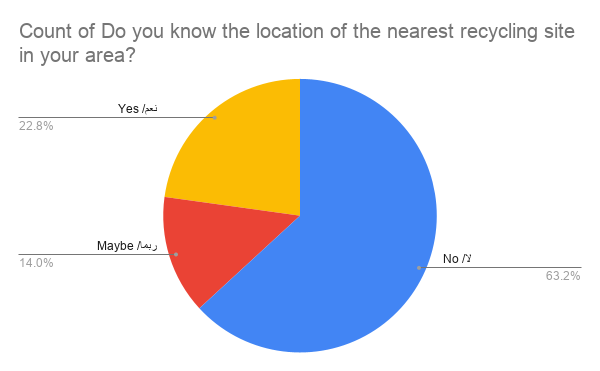 Count of Do you know the location of the nearest recycling site
in your area?
Yes /نعم
22.8%
Maybe /ربما
14.0%
No /لا
63.2%